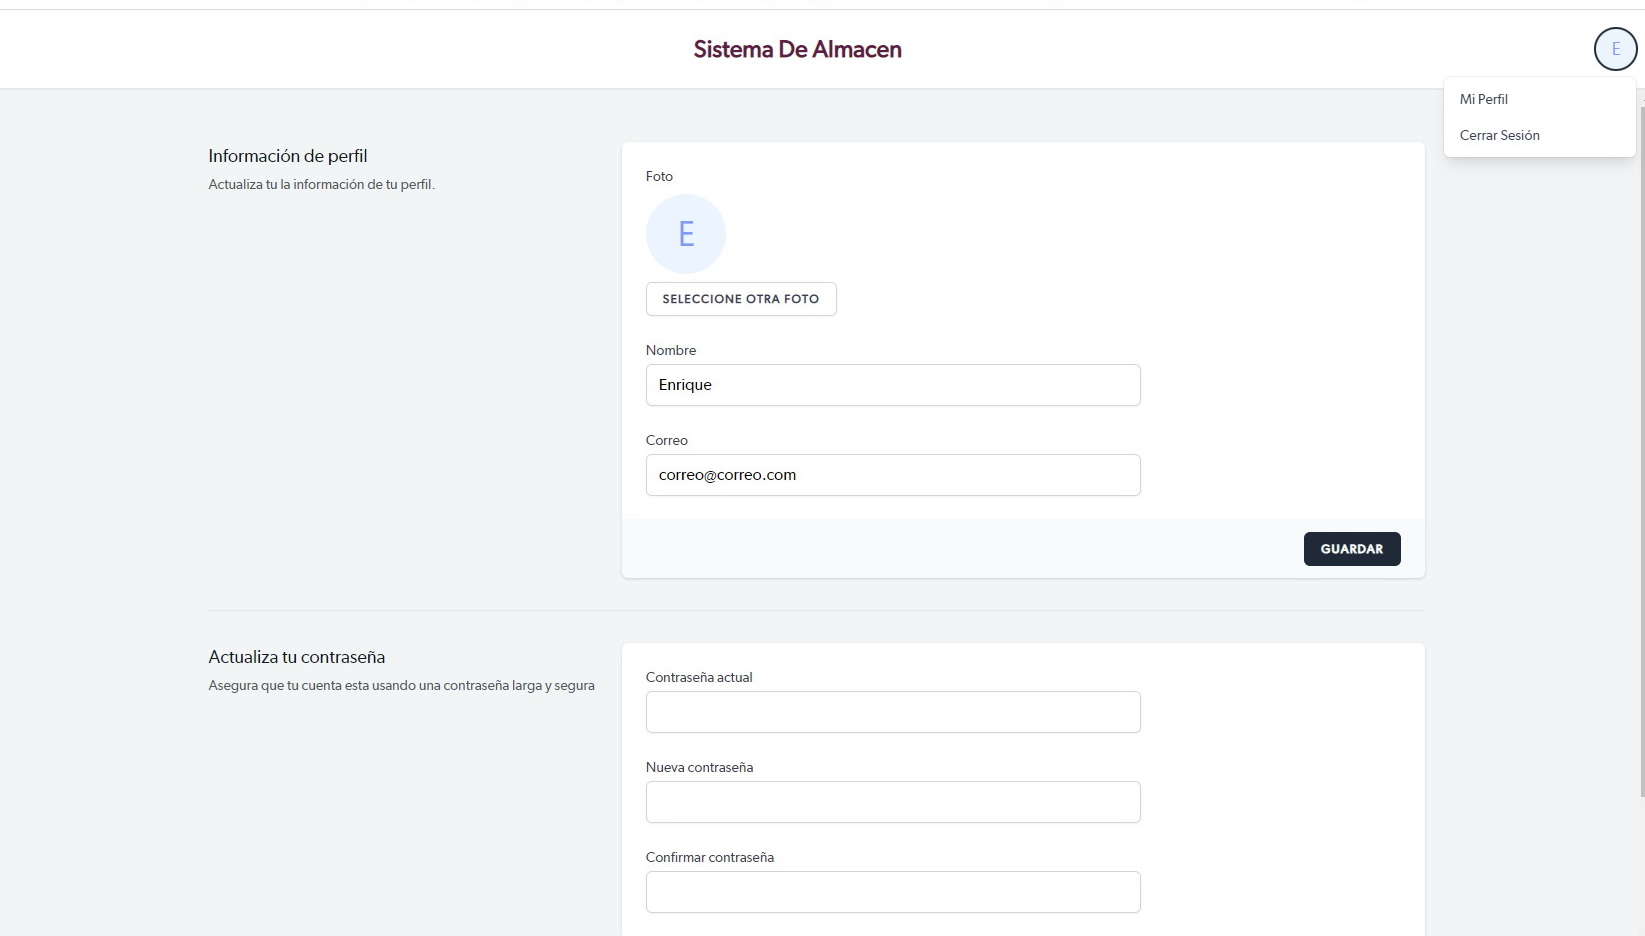 Sistema De Almacen
E
Mi Perfil
Cerrar Sesión
Información de perfil
Actualiza tu la información de tu perfil.
Foto
E
SELECCIONE OTRA FOTO
Nombre
Enrique
Correo
correo@correo.com
GUARDAR
Actualiza tu contraseña
Asegura que tu cuenta esta usando una contraseña larga y segura
Contraseña actual
Nueva contraseña
Confirmar contraseña